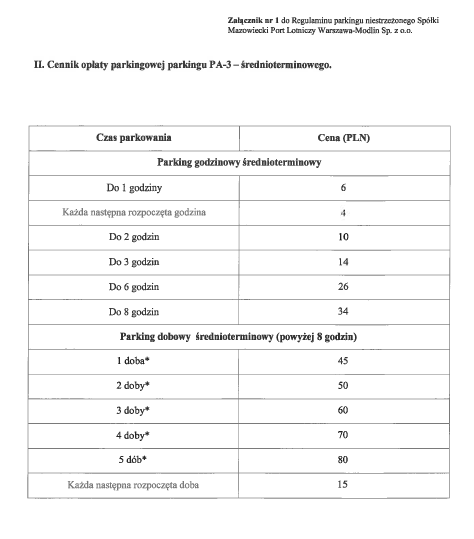 Załącznik nr 1 do Regulaminu parkingu niestrzeżonego Spółki
Mazowiecki Port Lotniczy Warszawa-Modlin Sp. z o.o.
II. Cennik opłaty parkingowej parkingu PA-3 – średnioterminowego.
Czas parkowania Cena (PLN)
Parking godzinowy średnioterminowy
Do 1 godziny 6
Każda następna rozpoczęta godzina 4
Do 2 godzin 10
Do 3 godzin 14
Do 6 godzin 26
Do 8 godzin 34
Parking dobowy średnioterminowy (powyżej 8 godzin)
1 doba* 45
2 doby* 50
3 doby* 60
4 doby* 70
5 dób* 80
Każda następna rozpoczęta doba 15